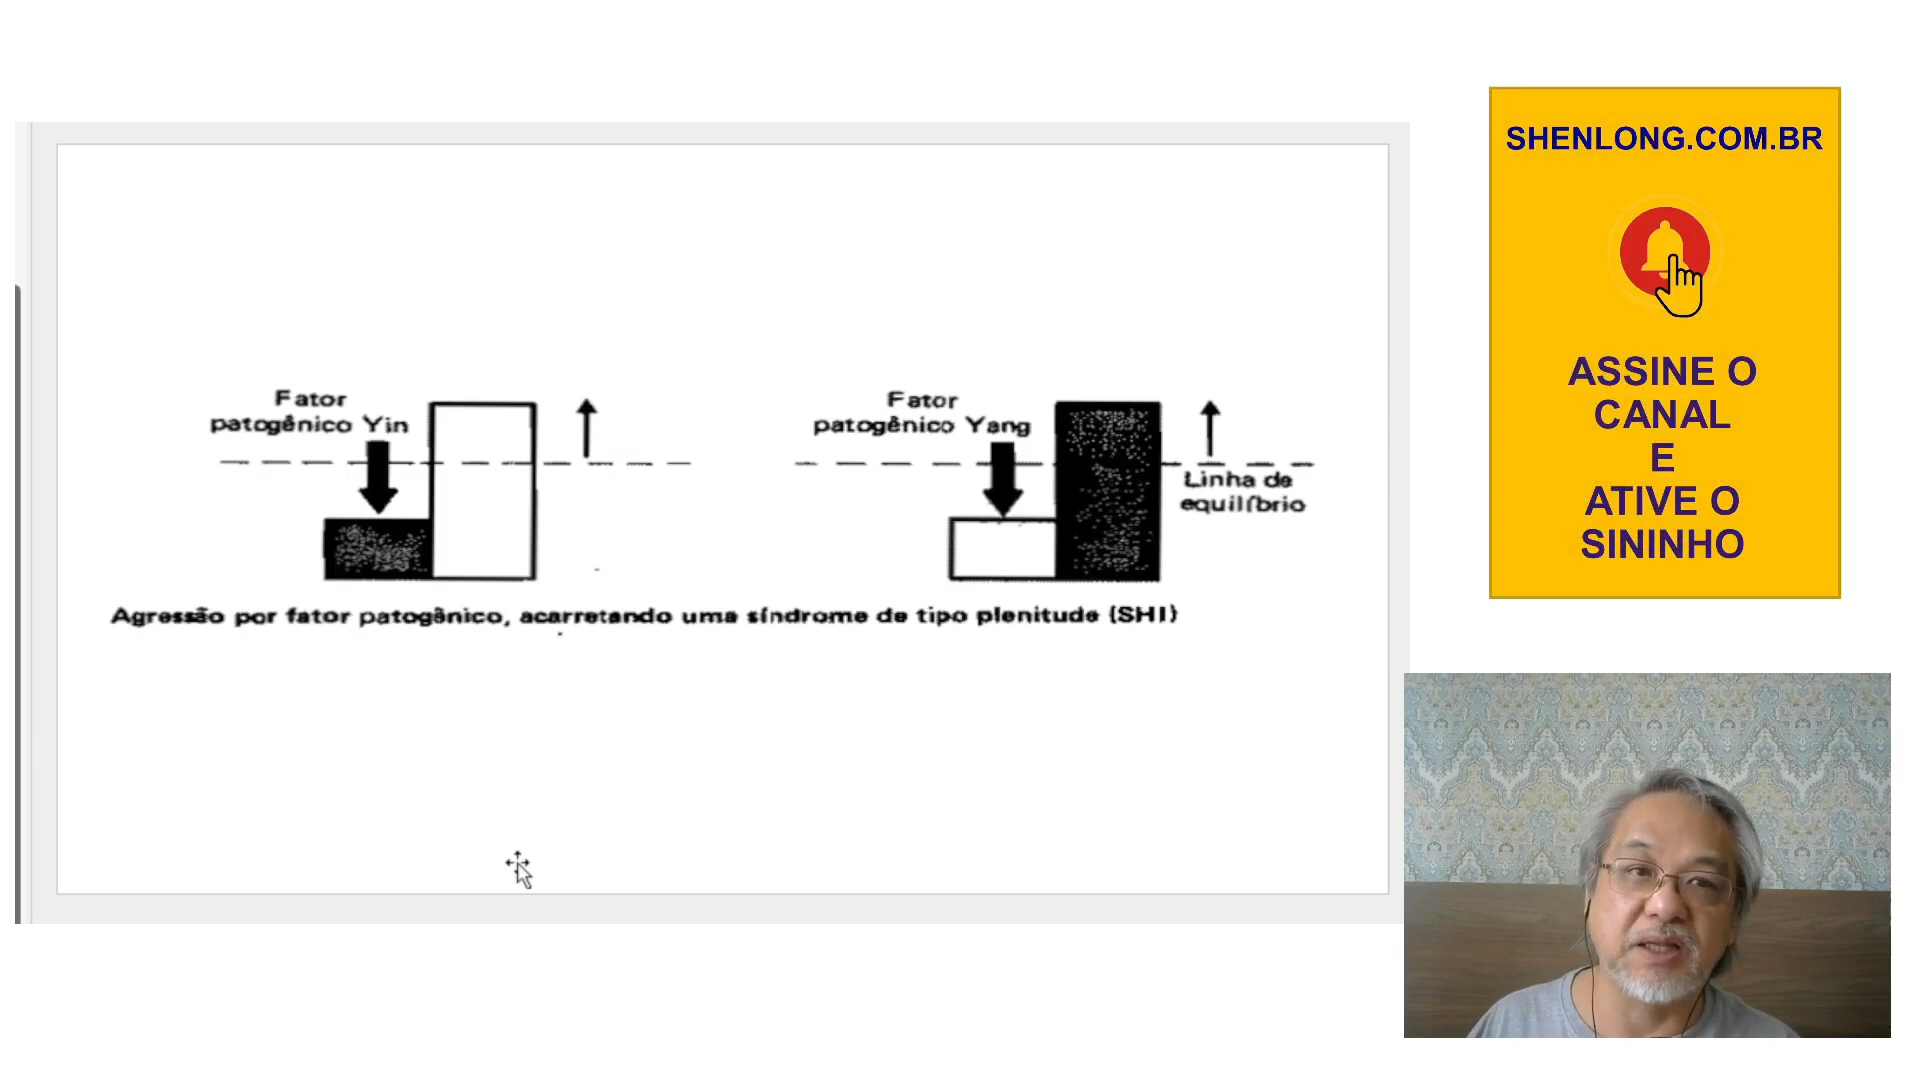 Fator
patogênico Yin
Fator
patogênico Yang
Linha de
equilíbrio
Agressão por fator patogênico, acarretando uma síndrome de tipo plenitude (SHI)
SHENLONG.COM.BR
ASSINE O
CANAL
E
ATIVE O
SININHO